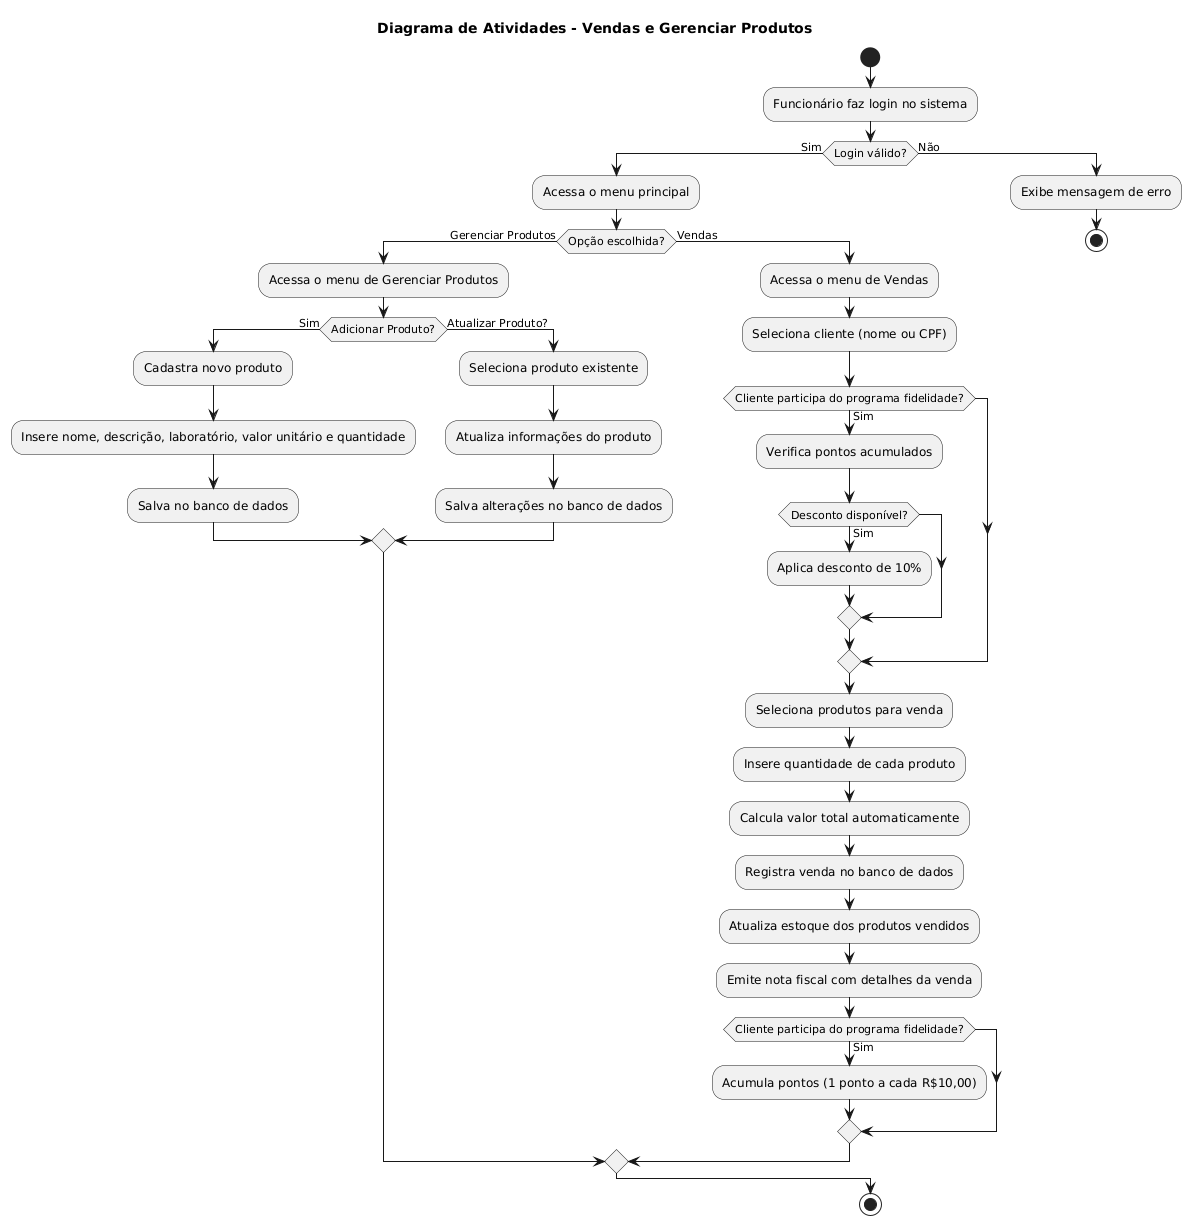 Diagrama de Atividades - Vendas e Gerenciar Produtos
Funcionário faz login no sistema
Login válido?
Sim
Não
Acessa o menu principal
Exibe mensagem de erro
Opção escolhida?
Gerenciar Produtos
Vendas
Acessa o menu de Gerenciar Produtos
Adicionar Produto?
Sim
Atualizar Produto?
Cadastra novo produto
Insere nome, descrição, laboratório, valor unitário e quantidade
Salva no banco de dados
Seleciona produto existente
Atualiza informações do produto
Salva alterações no banco de dados
Acessa o menu de Vendas
Seleciona cliente (nome ou CPF)
Cliente participa do programa fidelidade?
Sim
Verifica pontos acumulados
Desconto disponível?
Sim
Aplica desconto de 10%
Seleciona produtos para venda
Insere quantidade de cada produto
Calcula valor total automaticamente
Registra venda no banco de dados
Atualiza estoque dos produtos vendidos
Emite nota fiscal com detalhes da venda
Cliente participa do programa fidelidade?
Sim
Acumula pontos (1 ponto a cada R$10,00)